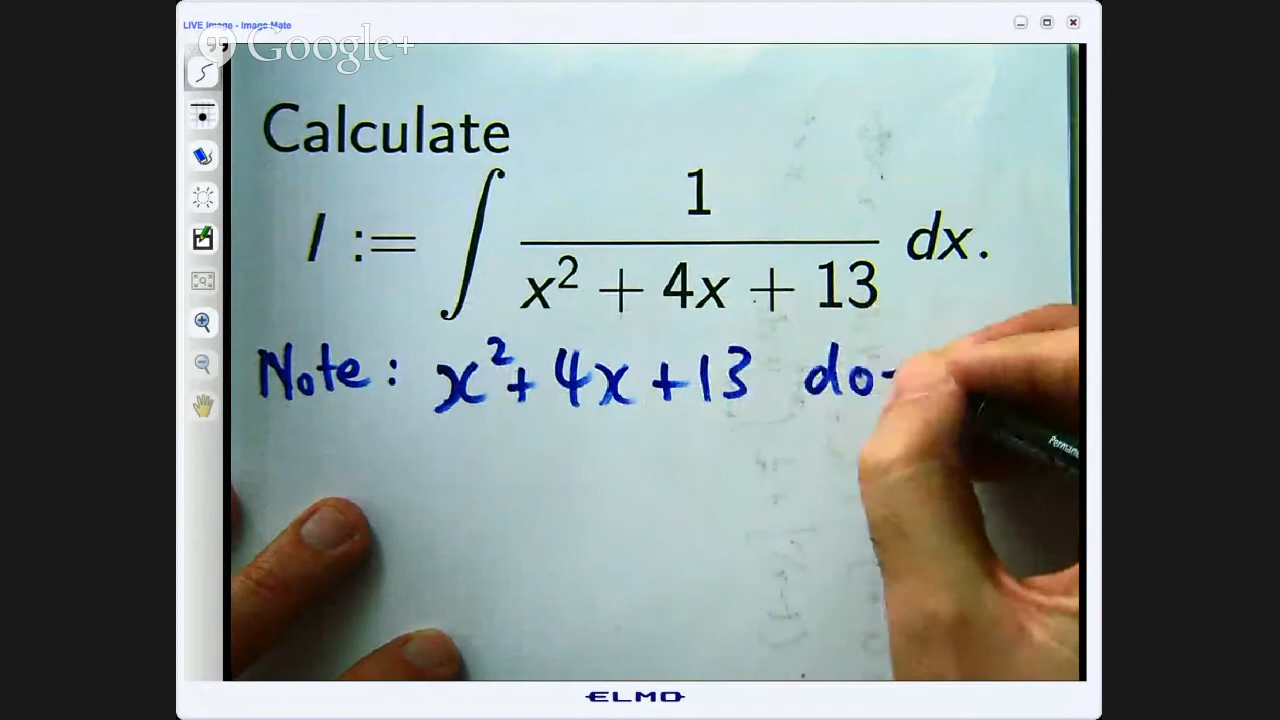 LIVE Image - Image Mate
Google+
Calculate
I := ∫ 1 / (x² + 4x + 13) dx.
Note: x² + 4x + 13 do
ELMO